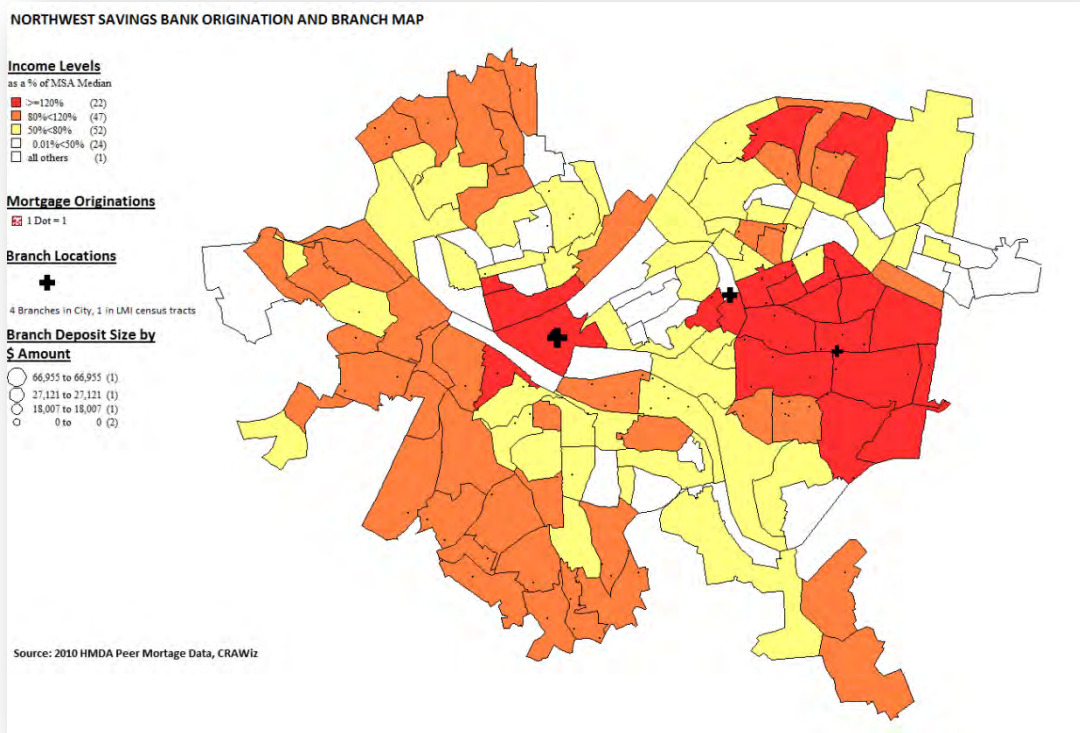 NORTHWEST SAVINGS BANK ORIGINATION AND BRANCH MAP
Income Levels
as a % of MSA Median
>=120% (22)
80%<120% (47)
50%<80% (52)
0.01%<50% (24)
all others (1)
Mortgage Originations
1 Dot = 1
Branch Locations
4 Branches in City, 1 in LMI census tracts
Branch Deposit Size by
$ Amount
66,955 to 66,955 (1)
27,121 to 27,121 (1)
18,007 to 18,007 (1)
0 to 0 (2)
Source: 2010 HMDA Peer Mortage Data, CRAWiz